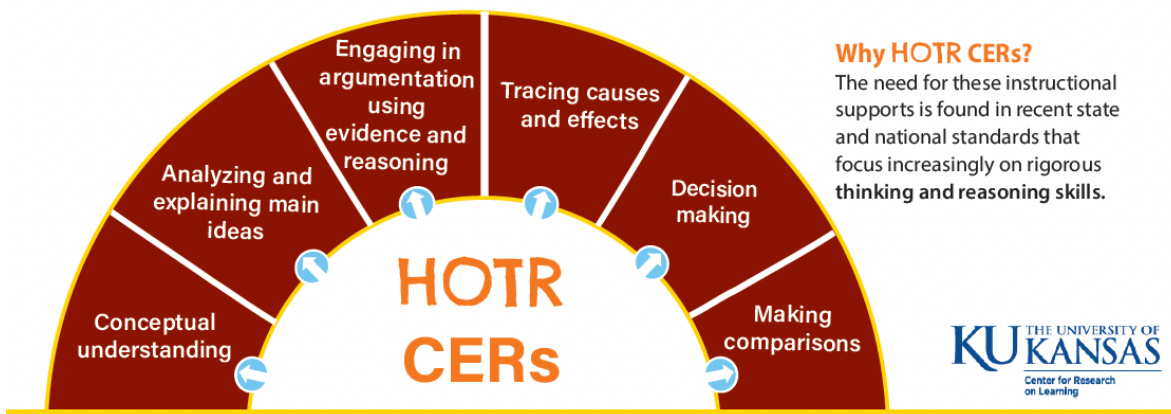 Conceptual
understanding
Analyzing and
explaining main
ideas
Engaging in
argumentation
using
evidence and
reasoning
Tracing causes
and effects
Decision
making
Making
comparisons
HOTR
CERs
Why HOTR CERs?
The need for these instructional
supports is found in recent state
and national standards that
focus increasingly on rigorous
thinking and reasoning skills.
KU THE UNIVERSITY OF
KANSAS
Center for Research
on Learning